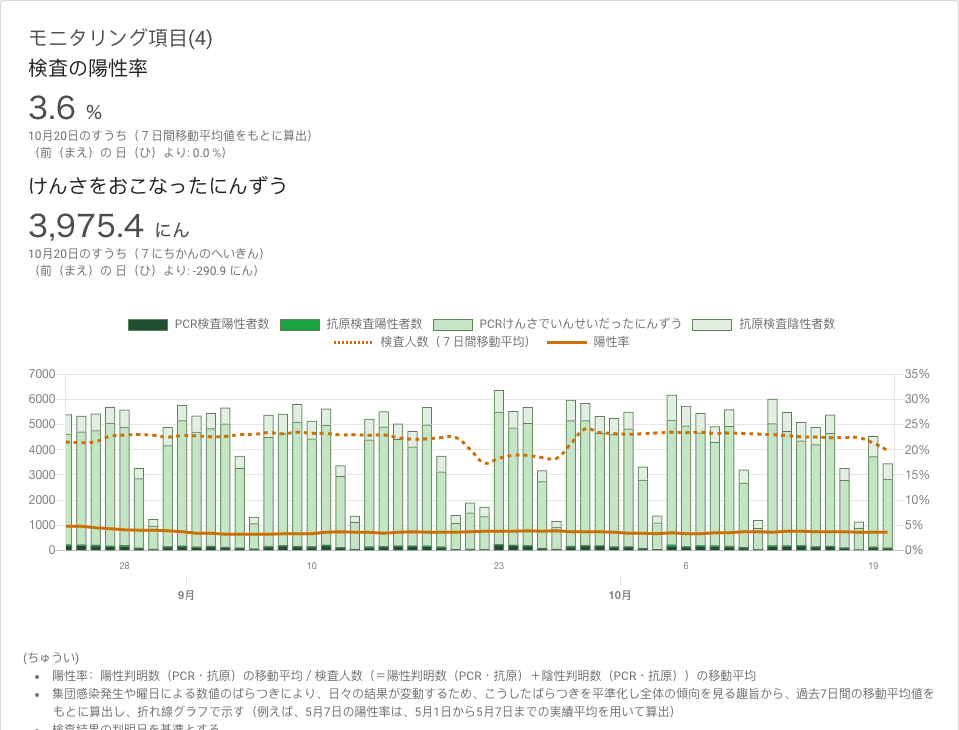 モニタリング項目(4)
検査の陽性率
3.6 %
10月20日のすうち（７日間移動平均値をもとに算出）
（前（まえ）の 日（ひ）より: 0.0 %）
けんさをおこなったにんずう
3,975.4 にん
10月20日のすうち（７にちかんのへいきん）
（前（まえ）の 日（ひ）より: -290.9 にん）
PCR検査陽性者数 抗原検査陽性者数 PCRけんさでいんせいだったにんずう 抗原検査陰性者数
検査人数（７日間移動平均） 陽性率
7000 35%
6000 30%
5000 25%
4000 20%
3000 15%
2000 10%
1000 5%
0 0%
28 10 23 6 19
9月 10月
(ちゅうい)
• 陽性率：陽性判明数（PCR・抗原）の移動平均 / 検査人数（＝陽性判明数（PCR・抗原）＋陰性判明数（PCR・抗原））の移動平均
• 集団感染発生や曜日による数値のばらつきにより、日々の結果が変動するため、こうしたばらつきを平準化し全体の傾向を見る趣旨から、過去7日間の移動平均値を
もとに算出し、折れ線グラフで示す（例えば、5月7日の陽性率は、5月1日から5月7日までの実績平均を用いて算出）
• 検査結果の判明日を基準とする